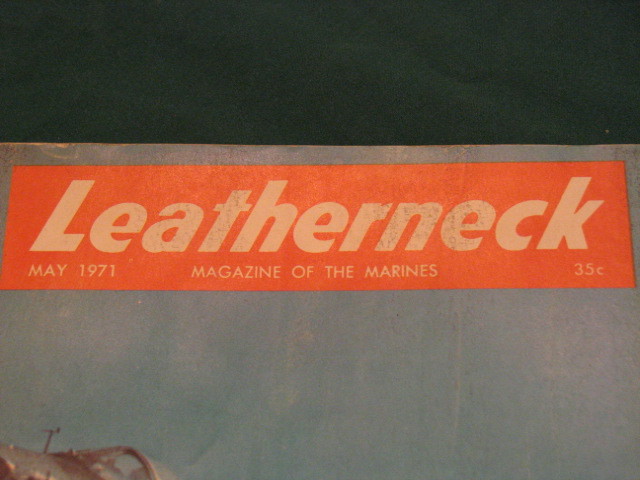 Leatherneck
MAY 1971 MAGAZINE OF THE MARINES 35c